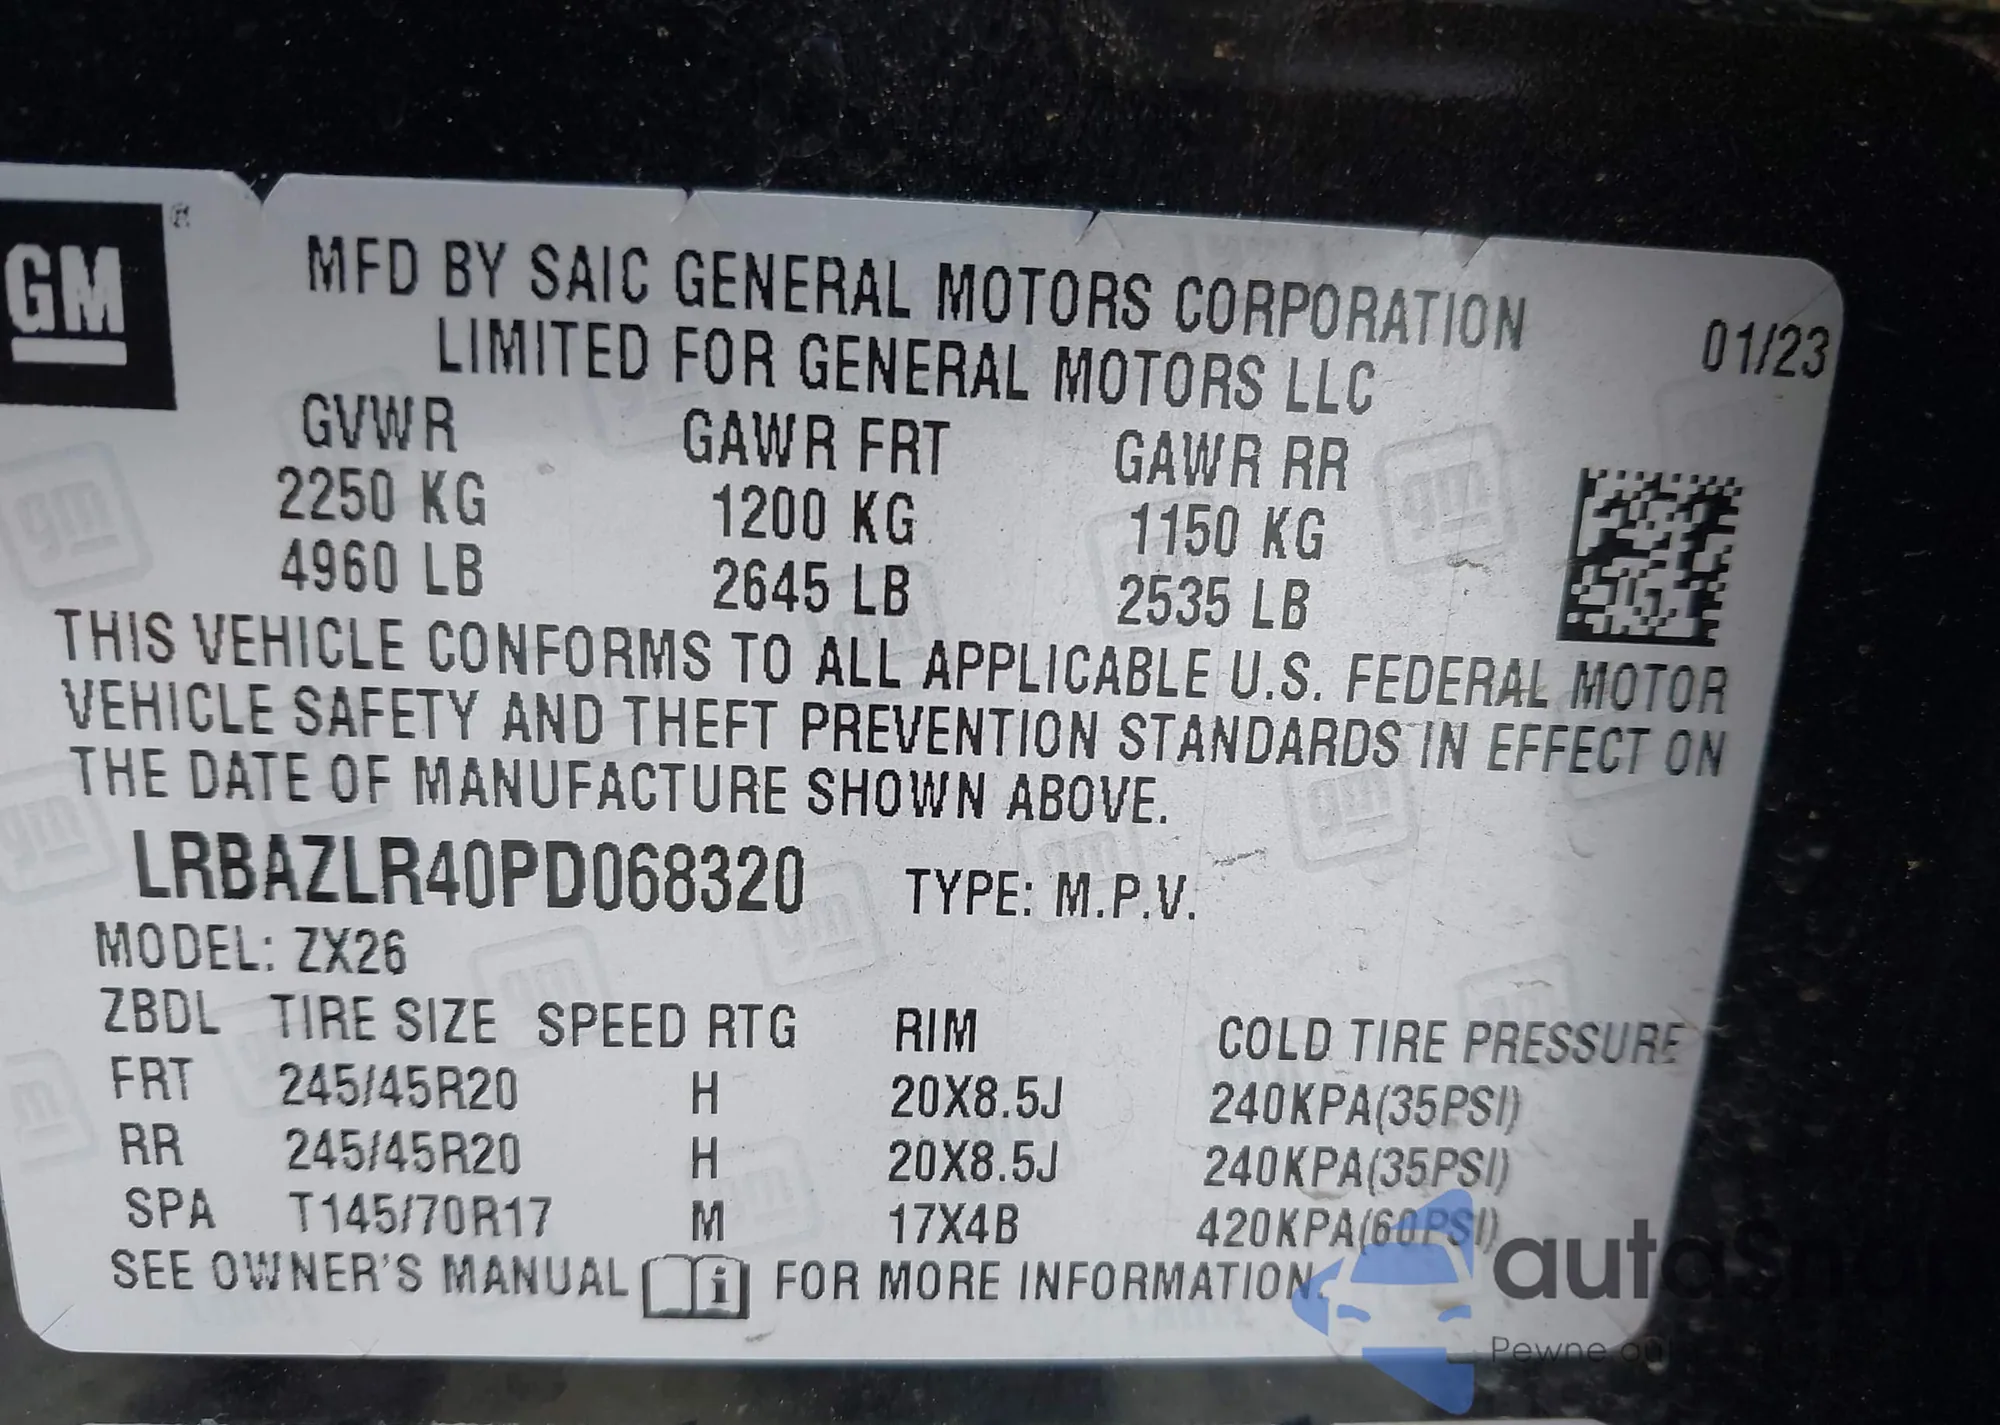 GM
MFD BY SAIC GENERAL MOTORS CORPORATION
LIMITED FOR GENERAL MOTORS LLC
01/23
GVWR GAWR FRT GAWR RR
2250 KG 1200 KG 1150 KG
4960 LB 2645 LB 2535 LB
THIS VEHICLE CONFORMS TO ALL APPLICABLE U.S. FEDERAL MOTOR
VEHICLE SAFETY AND THEFT PREVENTION STANDARDS IN EFFECT ON
THE DATE OF MANUFACTURE SHOWN ABOVE.
LRBAZLR40PD068320 TYPE: M.P.V.
MODEL: ZX26
ZBDL TIRE SIZE SPEED RTG RIM COLD TIRE PRESSURE
FRT 245/45R20 H 20X8.5J 240KPA(35PSI)
RR 245/45R20 H 20X8.5J 240KPA(35PSI)
SPA T145/70R17 M 17X4B 420KPA(60PSI)
SEE OWNER'S MANUAL i FOR MORE INFORMATION.
Pewne